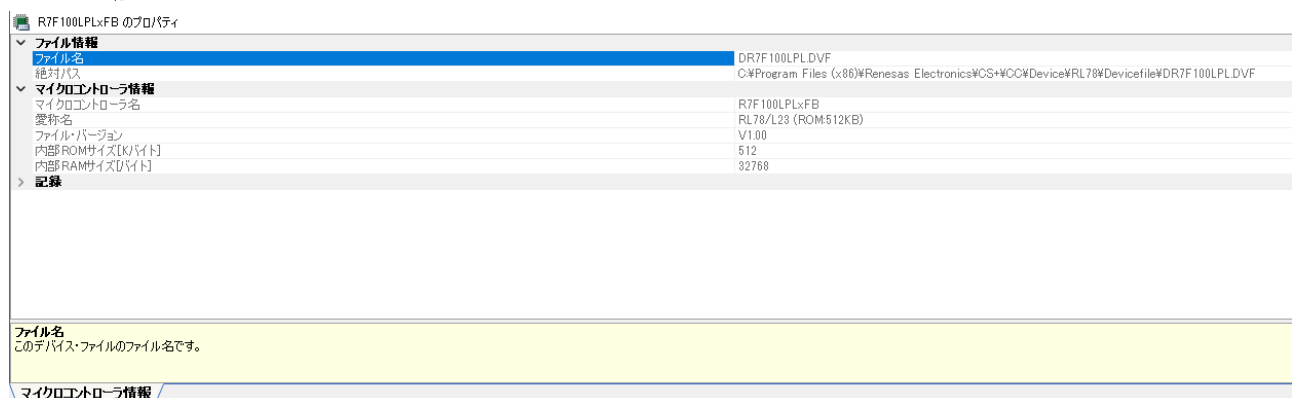 R7F100LPLxFB のプロパティ
ファイル情報
ファイル名 DR7F100LPL.DVF
絶対パス C:¥Program Files (x86)¥Renesas Electronics¥CS+¥CC¥Device¥RL78¥Devicefile¥DR7F100LPL.DVF
マイクロコントローラ情報
マイクロコントローラ名 R7F100LPLxFB
愛称名 RL78/L23 (ROM:512KB)
ファイル・バージョン V1.00
内部ROMサイズ[Kバイト] 512
内部RAMサイズ[バイト] 32768
記録
ファイル名
このデバイス・ファイルのファイル名です。
マイクロコントローラ情報